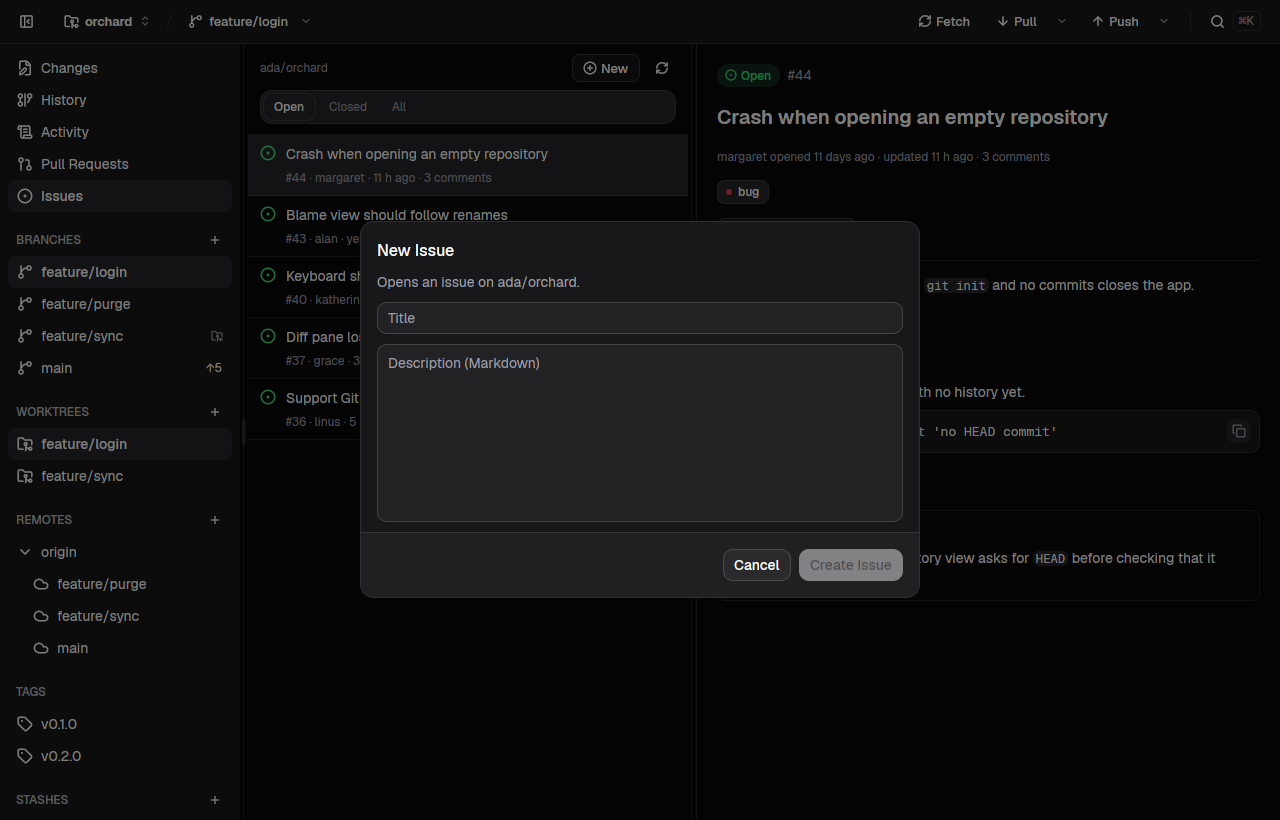 orchard
/
feature/login
Fetch
Pull
Push
⌘K
Changes
History
Activity
Pull Requests
Issues
BRANCHES
feature/login
feature/purge
feature/sync
main
↑5
WORKTREES
feature/login
feature/sync
REMOTES
origin
feature/purge
feature/sync
main
TAGS
v0.1.0
v0.2.0
STASHES
ada/orchard
New
Open
Closed
All
Crash when opening an empty repository
#44 · margaret · 11 h ago · 3 comments
Blame view should follow renames
#43 · alan ·
Keyboard
#40 ·
Diff pane
#37 · grace · 3
Support Git
#36 · linus · 5
Open
#44
Crash when opening an empty repository
margaret opened 11 days ago · updated 11 h ago · 3 comments
bug
git init and no commits closes the app.
no history yet.
'no HEAD commit'
view asks for HEAD before checking that it
New Issue
Opens an issue on ada/orchard.
Title
Description (Markdown)
Cancel
Create Issue